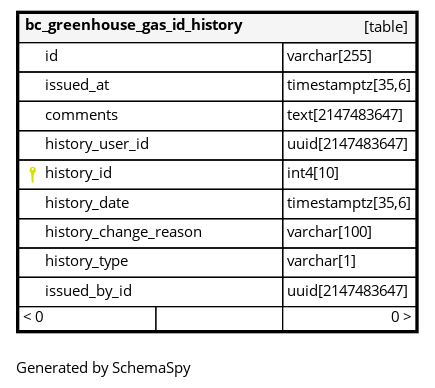 bc_greenhouse_gas_id_history [table]
id varchar[255]
issued_at timestamptz[35,6]
comments text[2147483647]
history_user_id uuid[2147483647]
history_id int4[10]
history_date timestamptz[35,6]
history_change_reason varchar[100]
history_type varchar[1]
issued_by_id uuid[2147483647]
< 0 0 >
Generated by SchemaSpy